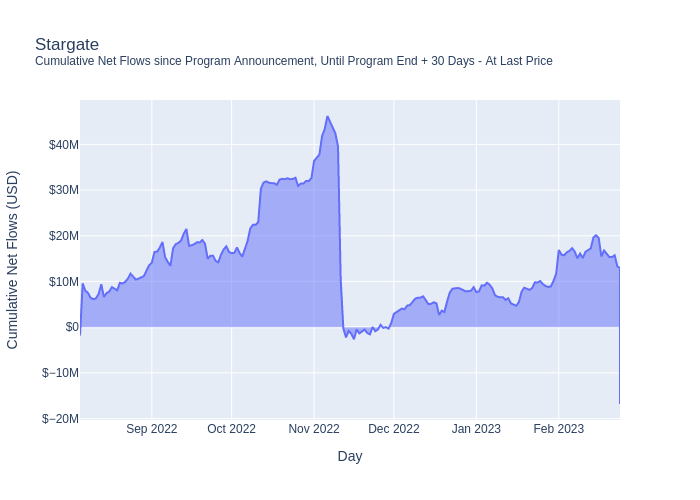 Stargate
Cumulative Net Flows since Program Announcement, Until Program End + 30 Days - At Last Price
Cumulative Net Flows (USD)
$40M
$30M
$20M
$10M
$0
$−10M
$−20M
Sep 2022
Oct 2022
Nov 2022
Dec 2022
Jan 2023
Feb 2023
Day